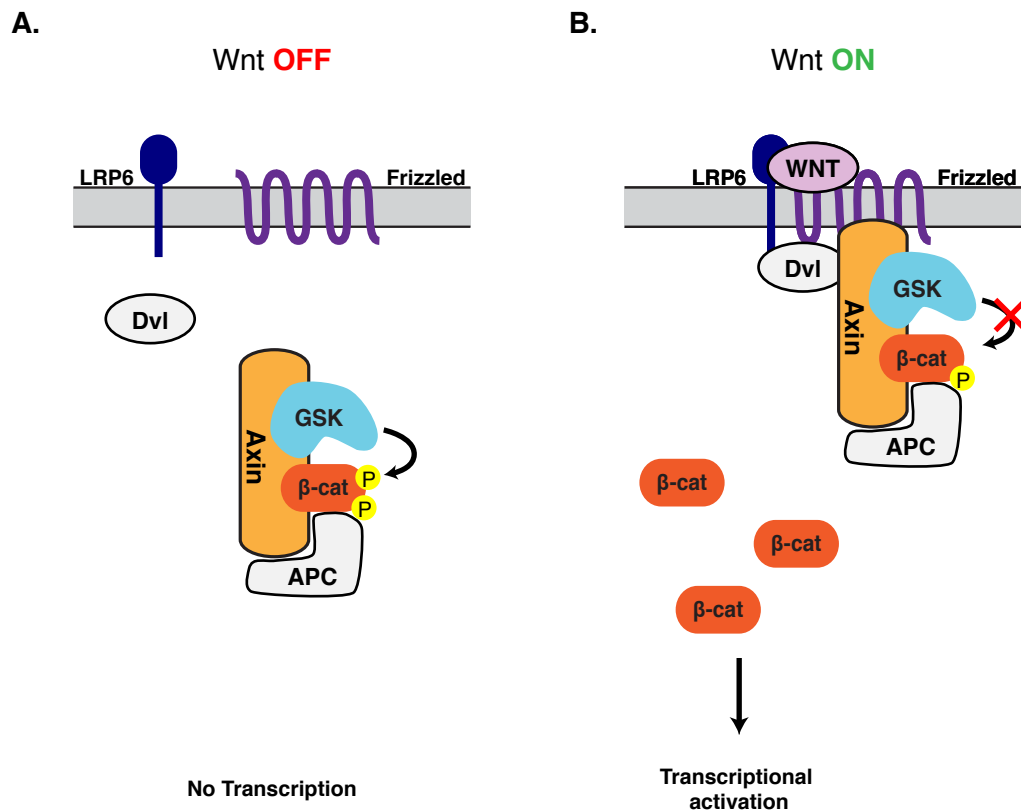 A.
Wnt OFF
LRP6
Frizzled
Dvl
Axin
GSK
β-cat
P
P
APC
No Transcription
B.
Wnt ON
LRP6
WNT
Frizzled
Dvl
Axin
GSK
β-cat
P
APC
β-cat
β-cat
β-cat
Transcriptional
activation